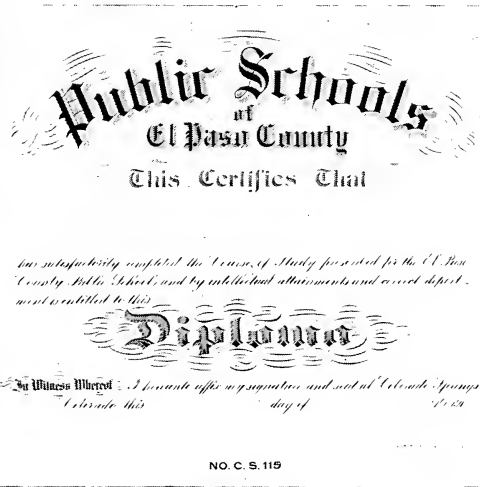 Public Schools
of
El Paso County
This Certifies That
has satisfactorily completed the Course of Study prescribed for the El Paso
County Public Schools and by intellectual attainments and correct deport-
ment is entitled to this
Diploma
In Witness Whereof I hereunto affix my signature and seal at Colorado Springs
Colorado this day of
NO. C. S. 115